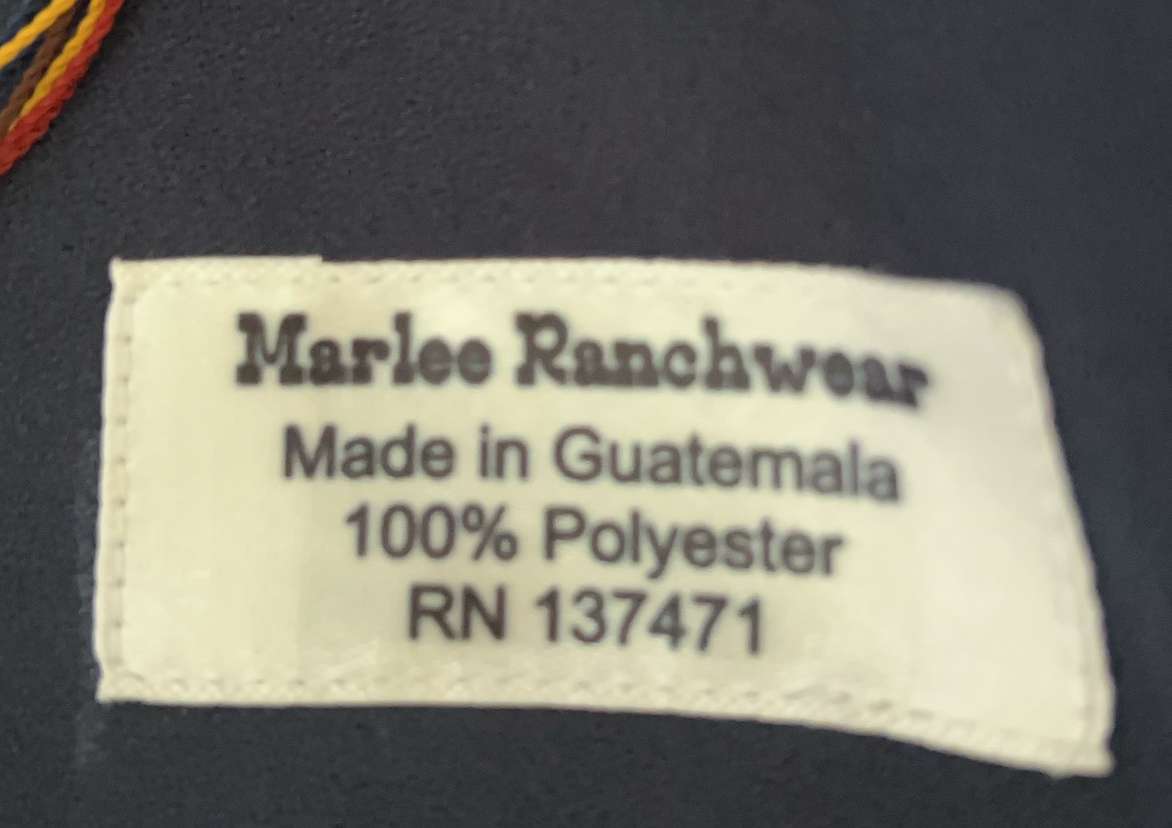 Marlee Ranchwear
Made in Guatemala
100% Polyester
RN 137471